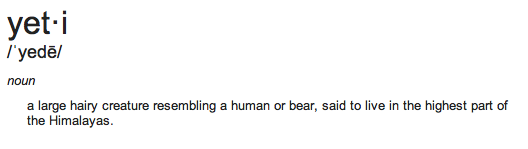 yet·i
/ˈyedē/
noun
a large hairy creature resembling a human or bear, said to live in the highest part of
the Himalayas.